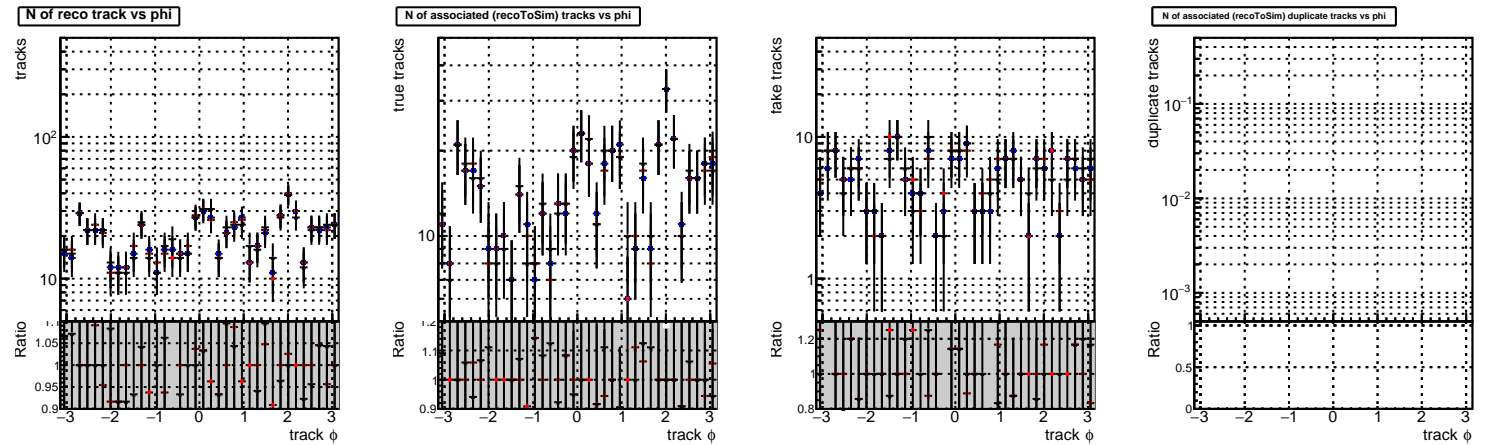 N of reco track vs phi
tracks
10²
10
Ratio
1.1
1.05
1
0.95
0.9
−3 −2 −1 0 1 2 3
track ϕ
N of associated (recoToSim) tracks vs phi
true tracks
10
Ratio
1.2
1.1
1
0.9
−3 −2 −1 0 1 2 3
track ϕ
fake tracks
10
1
Ratio
1.2
1
0.8
−3 −2 −1 0 1 2 3
track ϕ
N of associated (recoToSim) duplicate tracks vs phi
duplicate tracks
10⁻¹
10⁻²
10⁻³
Ratio
1
0.5
0
−3 −2 −1 0 1 2 3
track ϕ